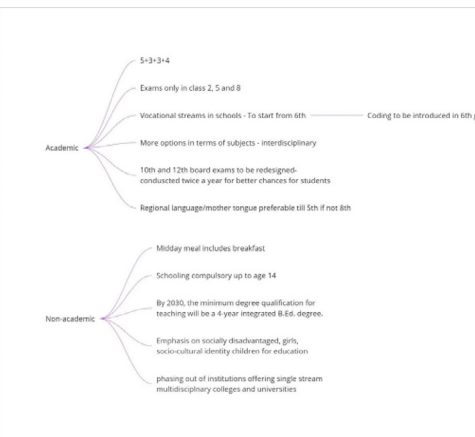 5+3+3+4
Exams only in class 2, 5 and 8
Vocational streams in schools - To start from 6th
Coding to be introduced in 6th
Academic
More options in terms of subjects - interdisciplinary
10th and 12th board exams to be redesigned-
conduscted twice a year for better chances for students
Regional language/mother tongue preferable till 5th if not 8th
Midday meal includes breakfast
Schooling compulsory up to age 14
By 2030, the minimum degree qualification for
teaching will be a 4-year integrated B.Ed. degree.
Non-academic
Emphasis on socially disadvantaged, girls,
socio-cultural identity children for education
phasing out of institutions offering single stream
multidisciplnary colleges and universities